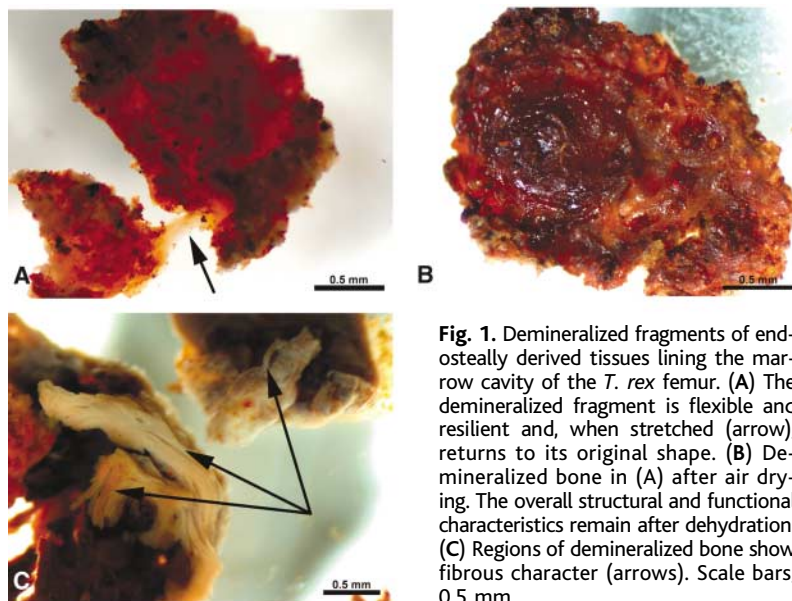 A
0.5 mm
B
0.5 mm
C
0.5 mm
Fig. 1. Demineralized fragments of end-
osteally derived tissues lining the mar-
row cavity of the T. rex femur. (A) The
demineralized fragment is flexible and
resilient and, when stretched (arrow)
returns to its original shape. (B) De-
mineralized bone in (A) after air dry-
ing. The overall structural and functional
characteristics remain after dehydration
(C) Regions of demineralized bone show
fibrous character (arrows). Scale bars
0.5 mm